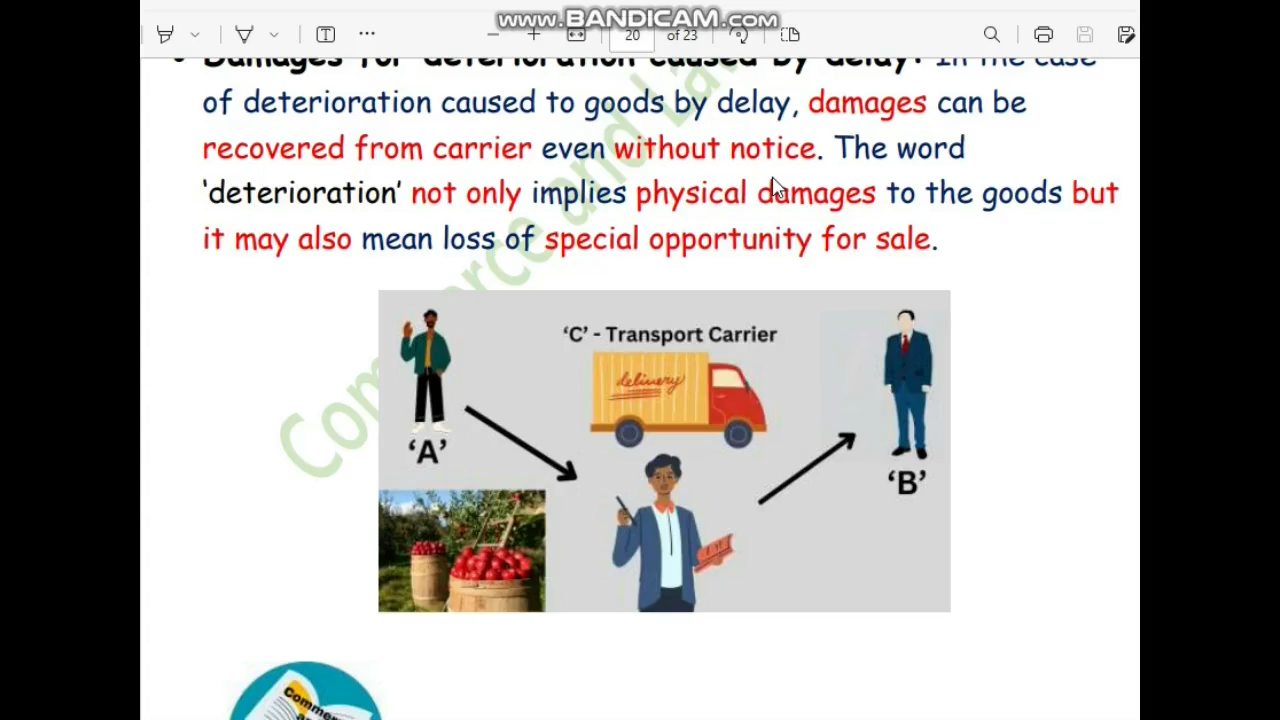 www.BANDICAM.com
20 of 23
Damages for deterioration caused by delay: In the case
of deterioration caused to goods by delay, damages can be
recovered from carrier even without notice. The word
‘deterioration’ not only implies physical damages to the goods but
it may also mean loss of special opportunity for sale.
‘C’ - Transport Carrier
delivery
‘A’
‘B’